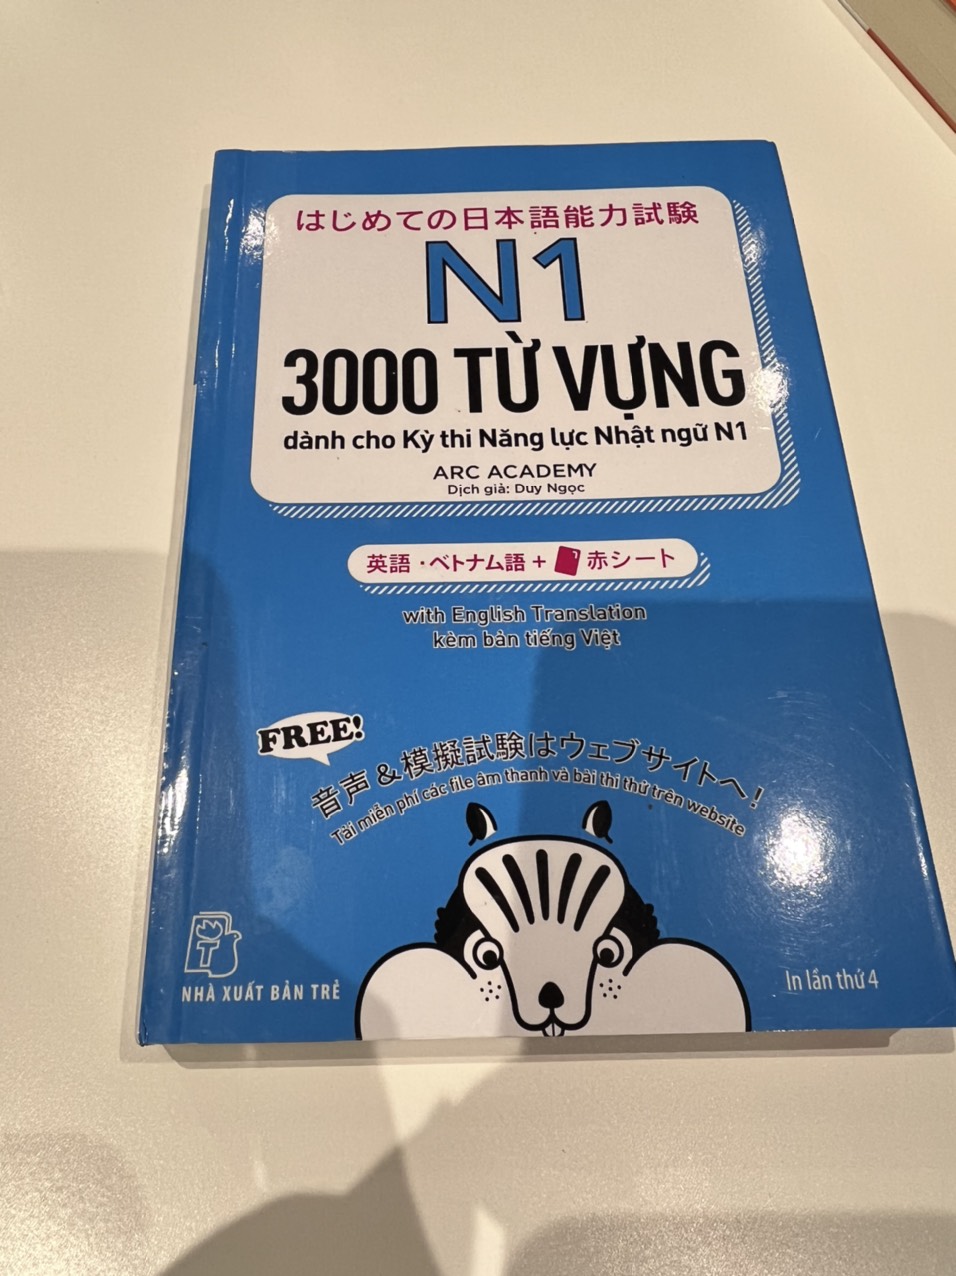 はじめての日本語能力試験
N1
3000 TỪ VỰNG
dành cho Kỳ thi Năng lực Nhật ngữ N1
ARC ACADEMY
Dịch giả: Duy Ngọc
英語・ベトナム語 + 赤シート
with English Translation
kèm bản tiếng Việt
FREE!
音声&模擬試験はウェブサイトへ!
Tải miễn phí các file âm thanh và bài thi thử trên website
T
NHÀ XUẤT BẢN TRẺ
In lần thứ 4